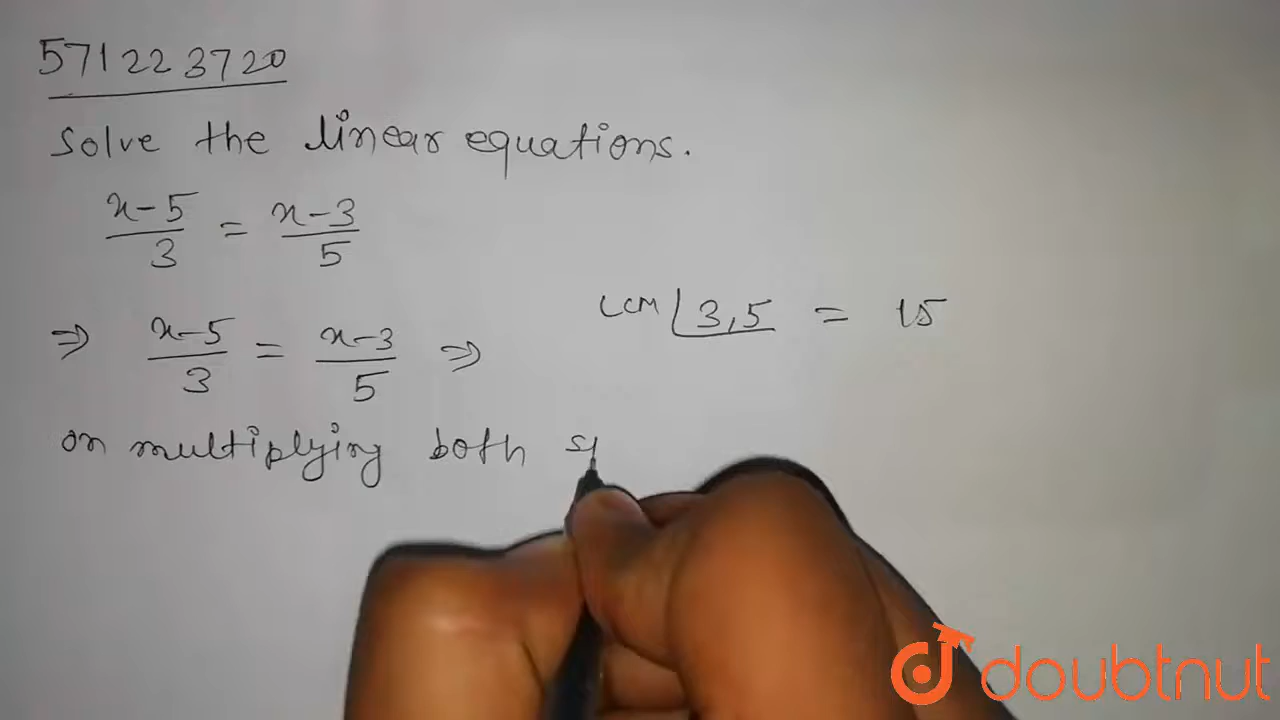 571223720
Solve the linear equations.
x-5/3 = x-3/5
⇒ x-5/3 = x-3/5 ⇒
LCM 3,5 = 15
on multiplying both
doubtnut